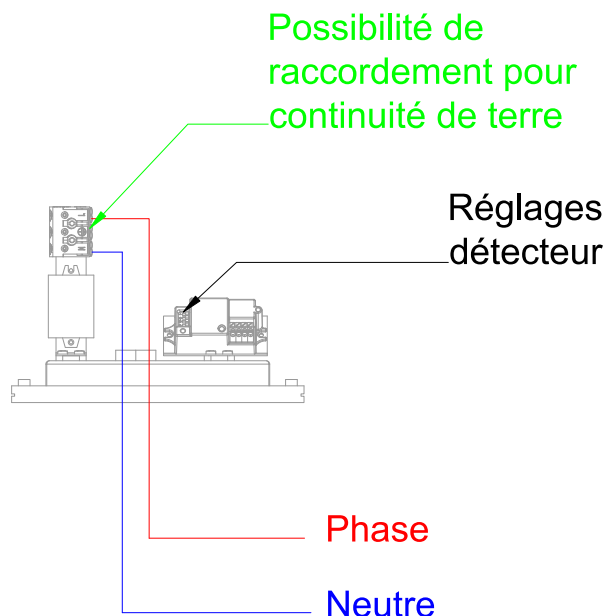 Possibilité de
raccordement pour
continuité de terre
Réglages
détecteur
L
N
Phase
Neutre